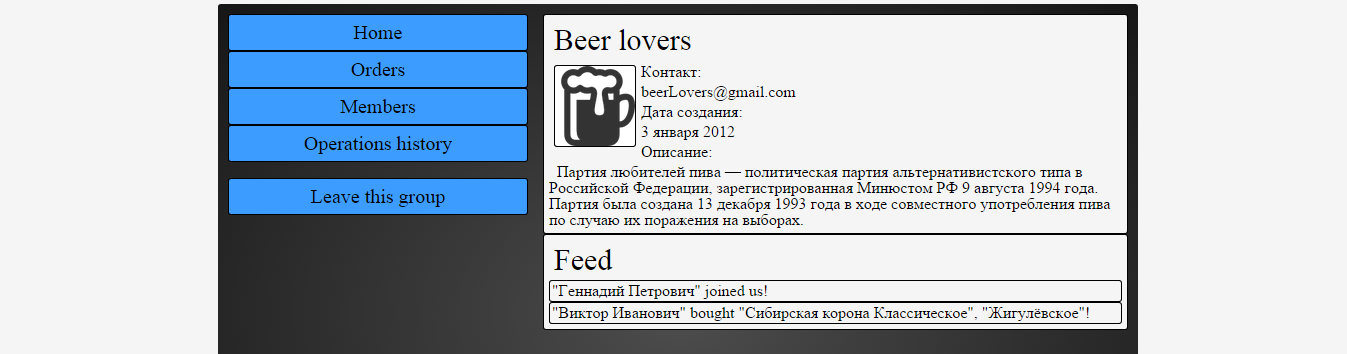 Home
Orders
Members
Operations history
Leave this group
Beer lovers
Контакт:
beerLovers@gmail.com
Дата создания:
3 января 2012
Описание:
Партия любителей пива — политическая партия альтернативистского типа в
Российской Федерации, зарегистрированная Минюстом РФ 9 августа 1994 года.
Партия была создана 13 декабря 1993 года в ходе совместного употребления пива
по случаю их поражения на выборах.
Feed
"Геннадий Петрович" joined us!
"Виктор Иванович" bought "Сибирская корона Классическое", "Жигулёвское"!